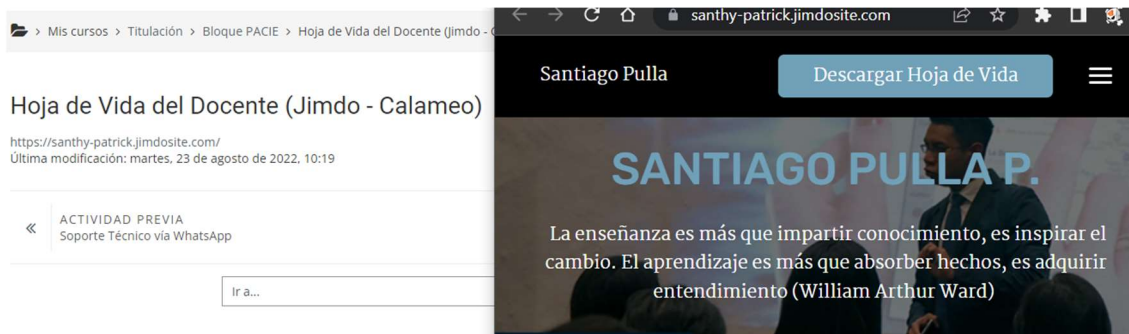 > Mis cursos > Titulación > Bloque PACIE > Hoja de Vida del Docente (Jimdo -
Hoja de Vida del Docente (Jimdo - Calameo)
https://santhy-patrick.jimdosite.com/
Última modificación: martes, 23 de agosto de 2022, 10:19
ACTIVIDAD PREVIA
Soporte Técnico vía WhatsApp
Ir a...
santhy-patrick.jimdosite.com
Santiago Pulla
Descargar Hoja de Vida
SANTIAGO PULLA P.
La enseñanza es más que impartir conocimiento, es inspirar el
cambio. El aprendizaje es más que absorber hechos, es adquirir
entendimiento (William Arthur Ward)